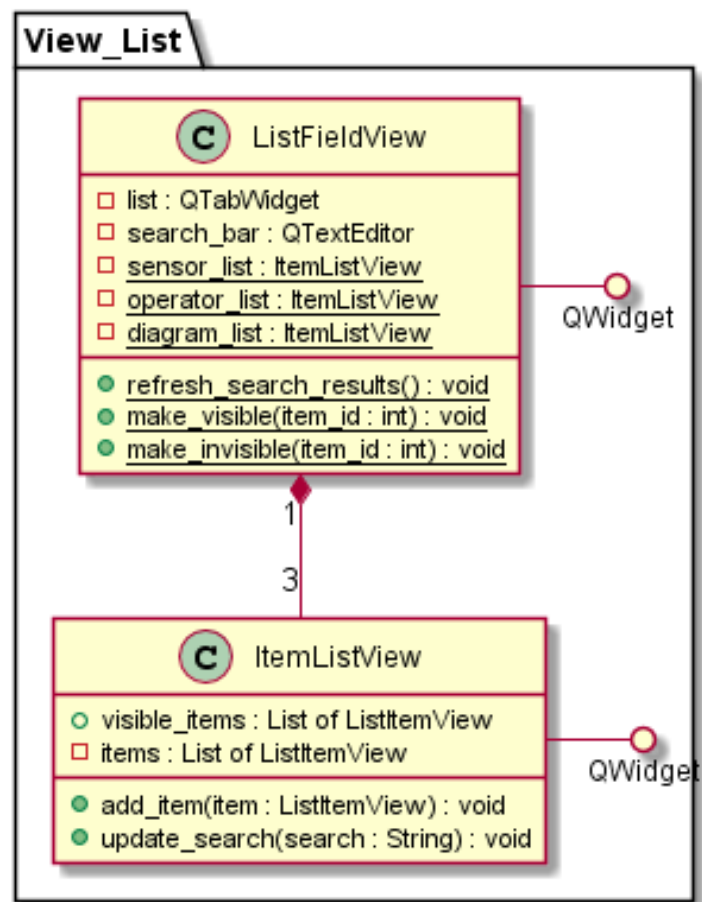 View_List
C ListFieldView
list : QTabWidget
search_bar : QTextEditor
sensor_list : ItemListView
operator_list : ItemListView
diagram_list : ItemListView
refresh_search_results() : void
make_visible(item_id : int) : void
make_invisible(item_id : int) : void
QWidget
1
3
C ItemListView
visible_items : List of ListItemView
items : List of ListItemView
add_item(item : ListItemView) : void
update_search(search : String) : void
QWidget